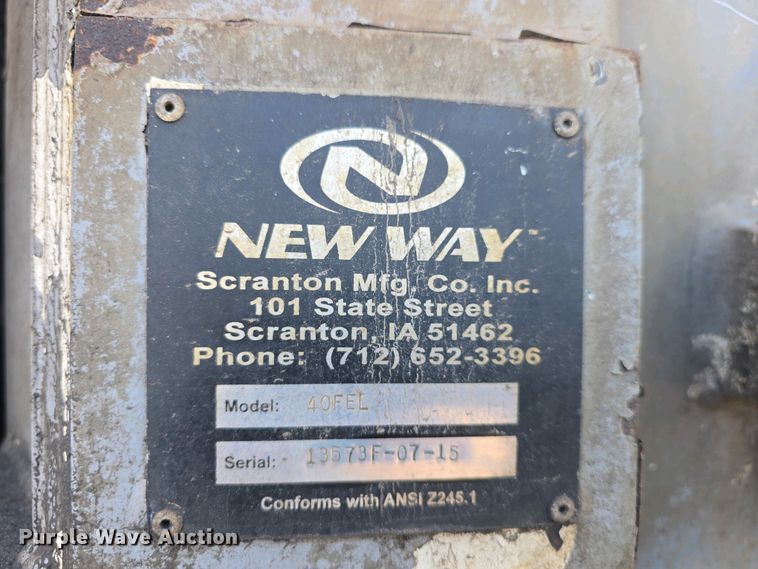 N
NEW WAY™
Scranton Mfg. Co. Inc.
101 State Street
Scranton, IA 51462
Phone: (712) 652-3396
Model: 40FEL
Serial: 13573F-07-15
Conforms with ANSI Z245.1
Purple Wave Auction